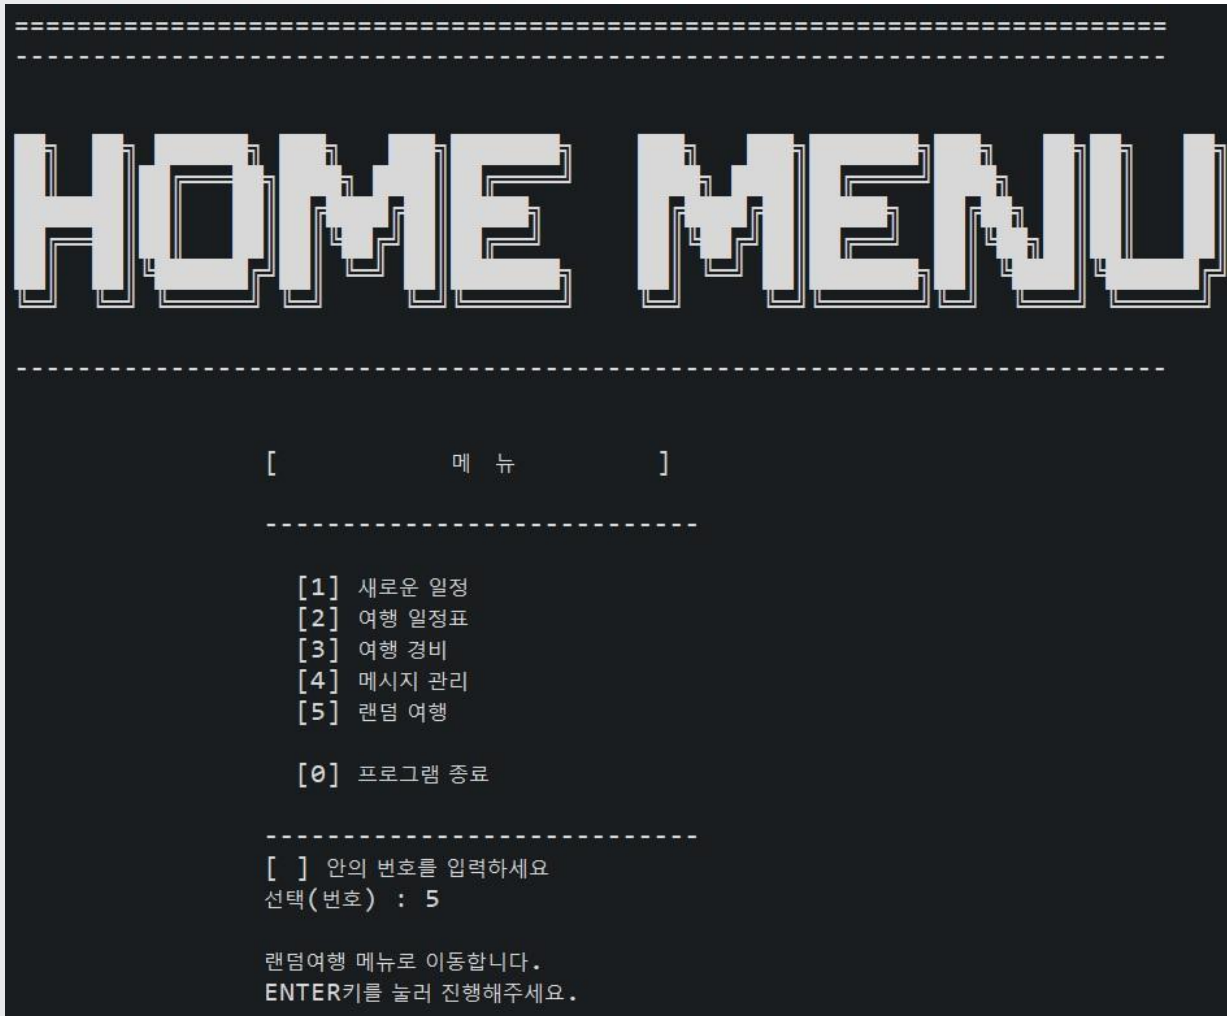 ==========================================================================
--------------------------------------------------------------------------
HOME MENU
--------------------------------------------------------------------------
[ 메 뉴 ]
----------------------------
[1] 새로운 일정
[2] 여행 일정표
[3] 여행 경비
[4] 메시지 관리
[5] 랜덤 여행
[0] 프로그램 종료
----------------------------
[ ] 안의 번호를 입력하세요
선택(번호) : 5
랜덤여행 메뉴로 이동합니다.
ENTER키를 눌러 진행해주세요.